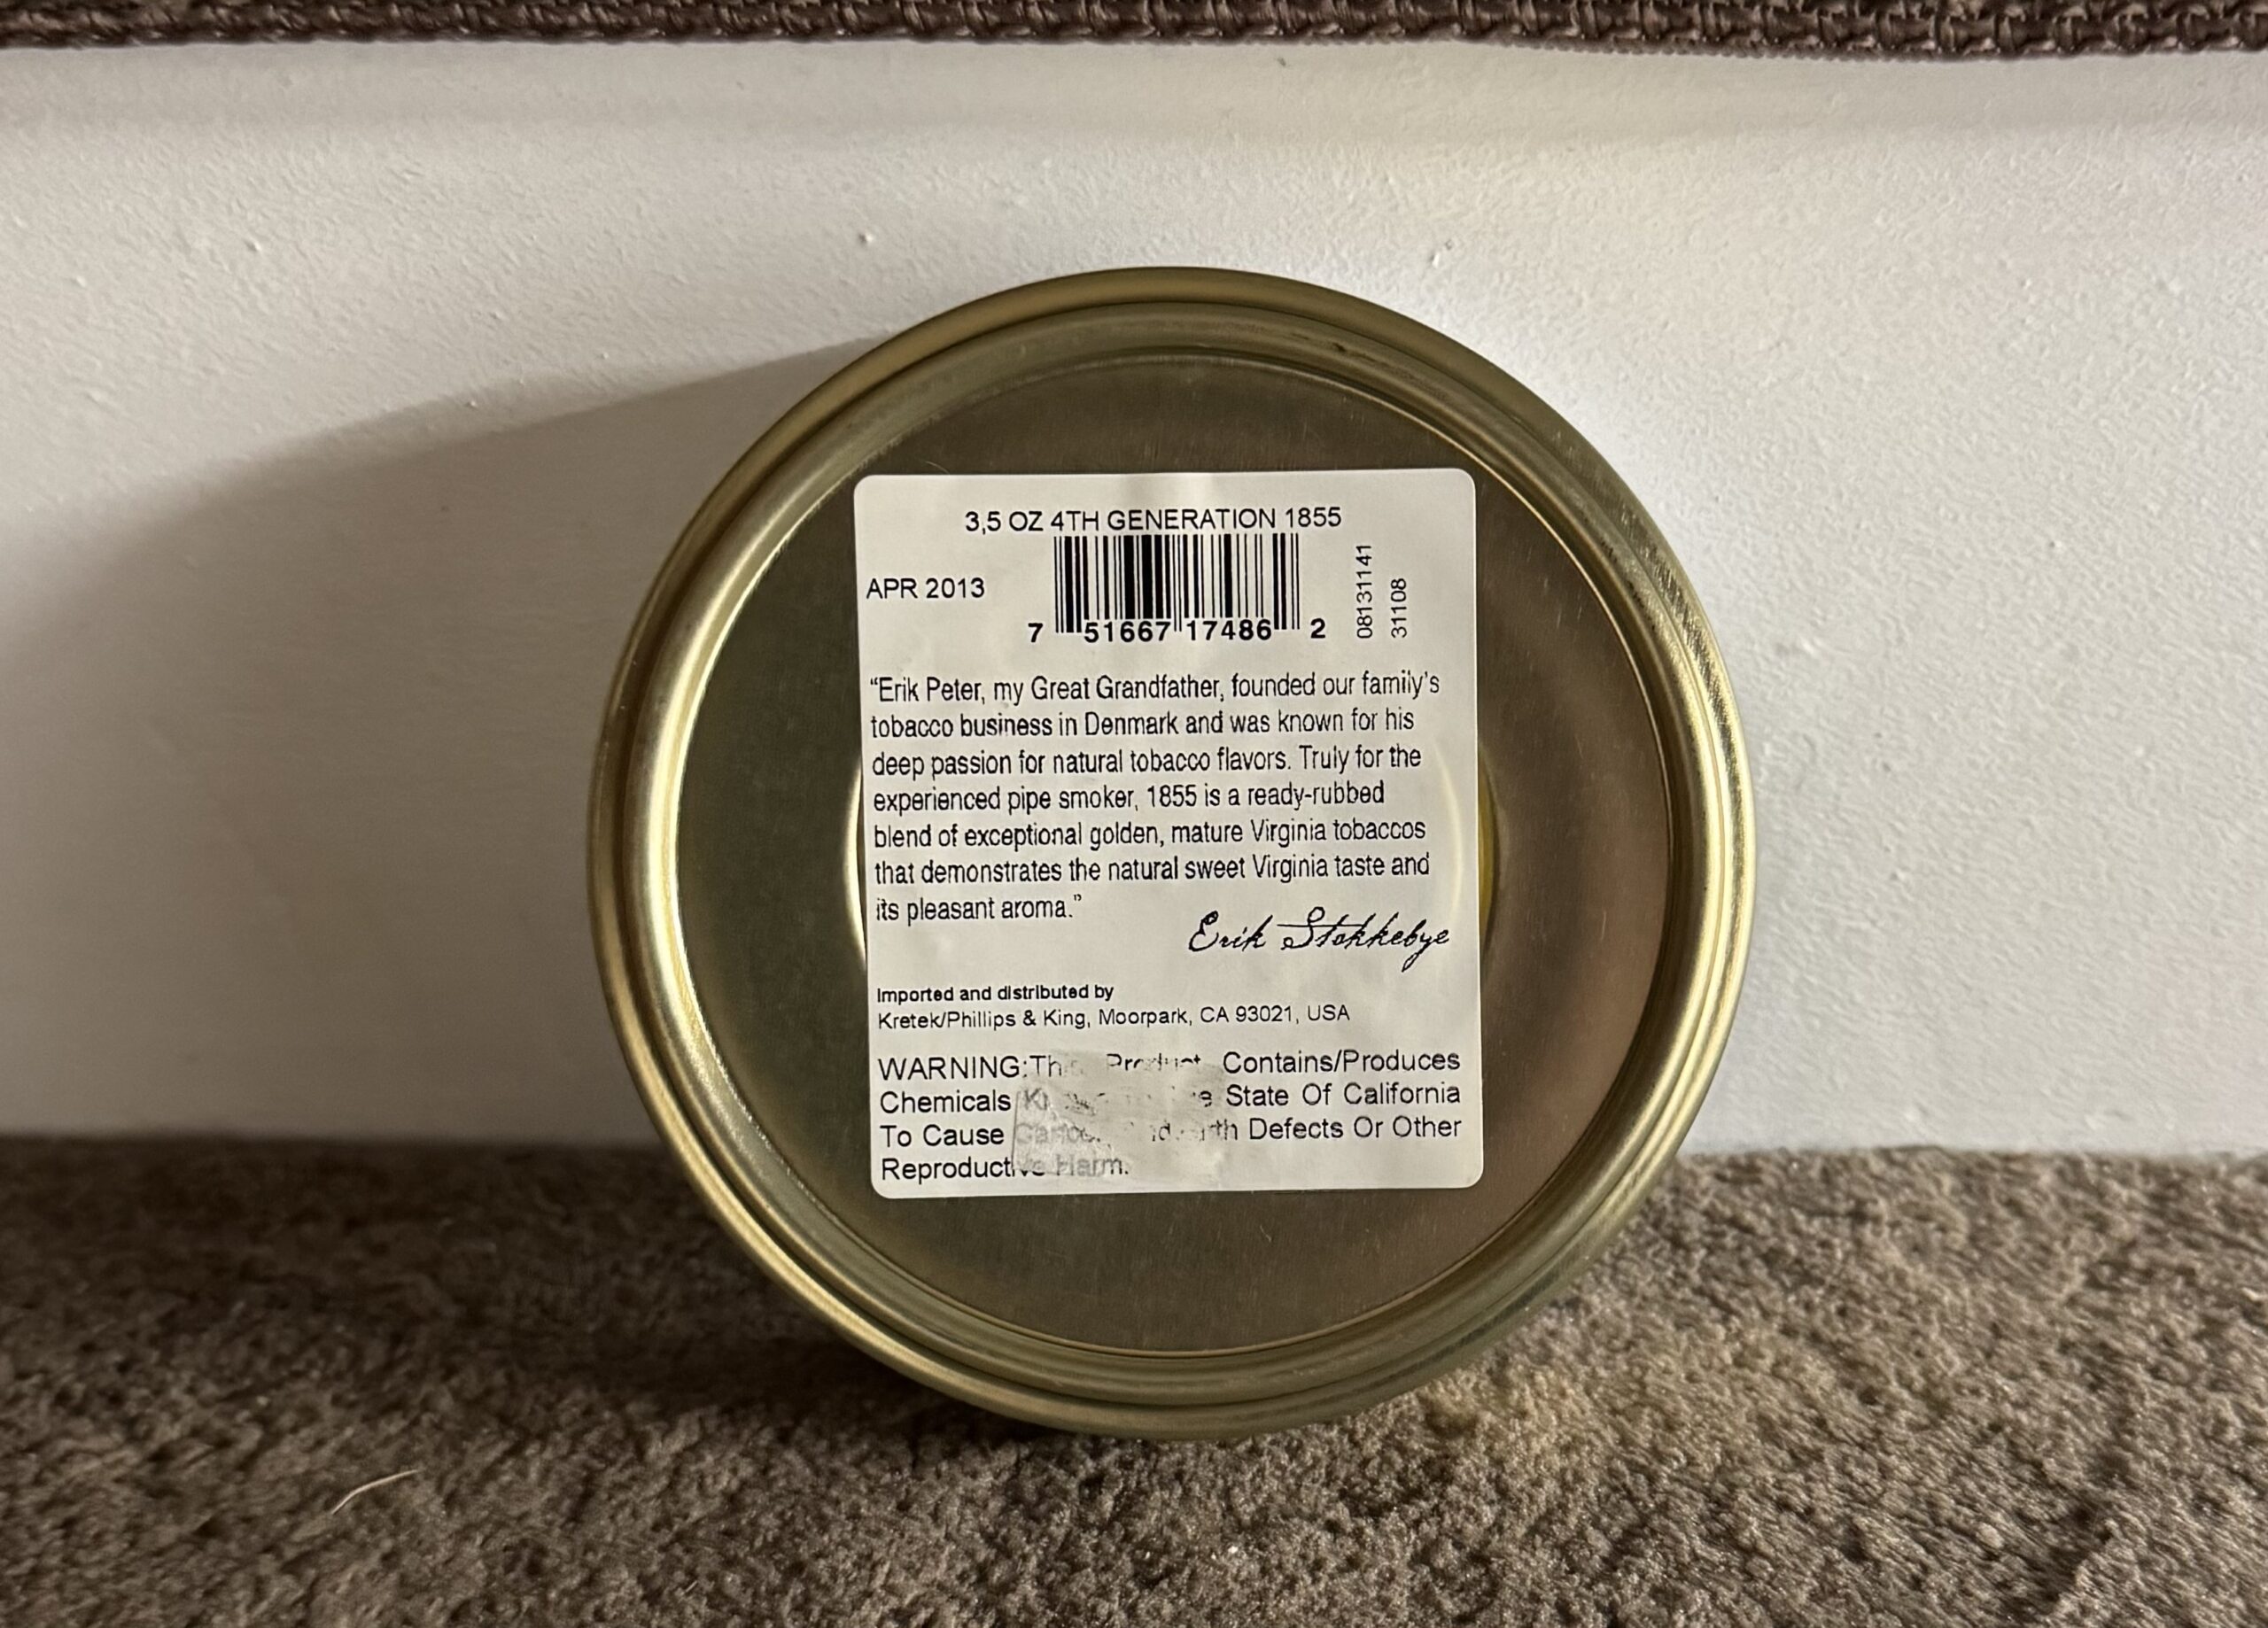 3,5 OZ 4TH GENERATION 1855
APR 2013
7 51667 17486 2
08131141
31108
“Erik Peter, my Great Grandfather, founded our family’s
tobacco business in Denmark and was known for his
deep passion for natural tobacco flavors. Truly for the
experienced pipe smoker, 1855 is a ready-rubbed
blend of exceptional golden, mature Virginia tobaccos
that demonstrates the natural sweet Virginia taste and
its pleasant aroma.”
Erik Stokkebye
Imported and distributed by
Kretek/Phillips & King, Moorpark, CA 93021, USA
WARNING: Product Contains/Produces
Chemicals State Of California
To Cause Cancer, Defects Or Other
Reproductive Harm.